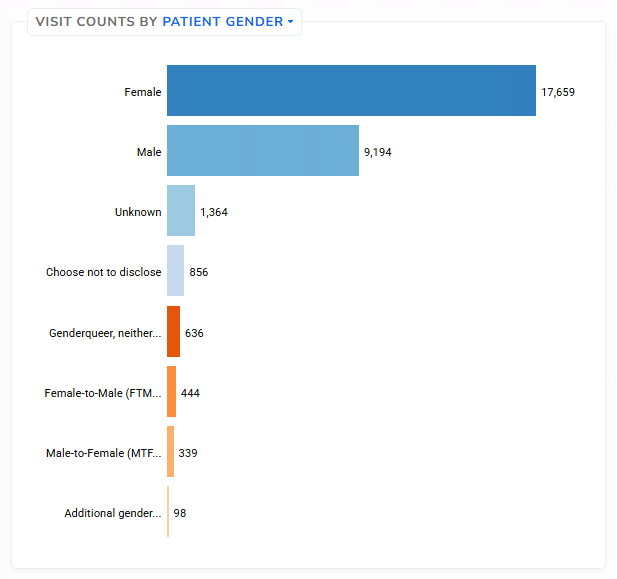 VISIT COUNTS BY PATIENT GENDER
Female 17,659
Male 9,194
Unknown 1,364
Choose not to disclose 856
Genderqueer, neither... 636
Female-to-Male (FTM... 444
Male-to-Female (MTF... 339
Additional gender... 98